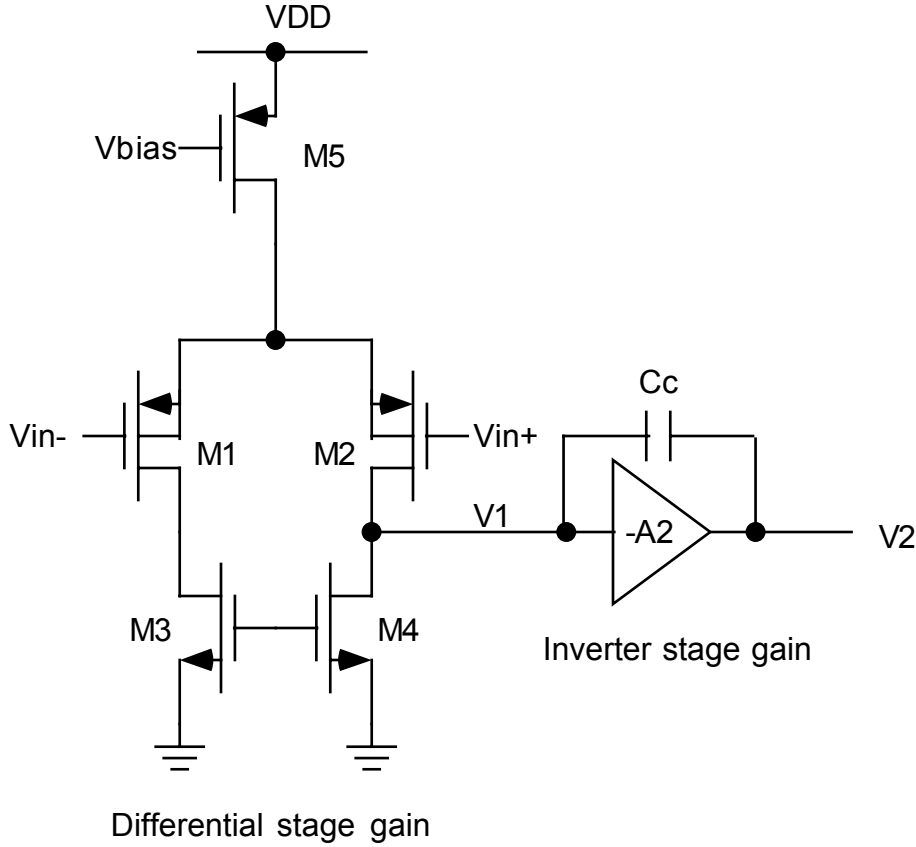 VDD
Vbias
M5
Cc
Vin-
M1
M2
Vin+
V1
-A2
V2
M3
M4
Inverter stage gain
Differential stage gain